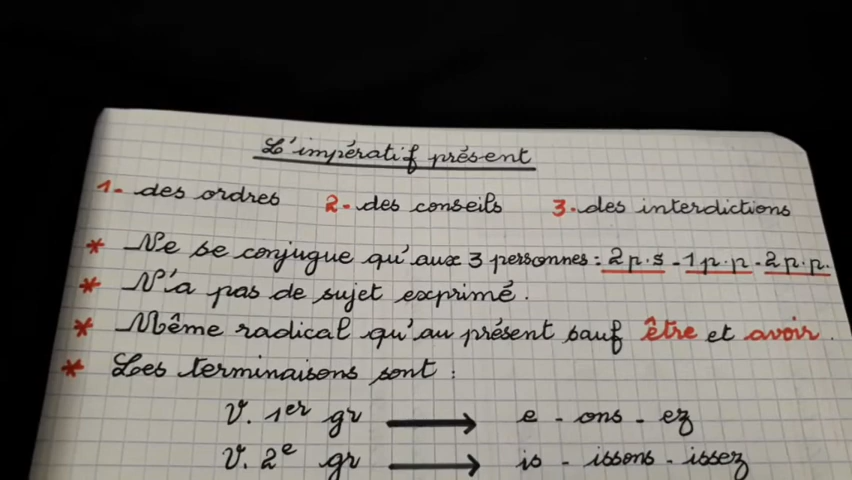 L'impératif présent
1- des ordres 2- des conseils 3- des interdictions
* Ne se conjugue qu'aux 3 personnes : 2p.s - 1p.p - 2p.p.
* N'a pas de sujet exprimé.
* Même radical qu'au présent sauf être et avoir.
* Les terminaisons sont :
V. 1er gr → e - ons - ez
V. 2e gr → is - issons - issez